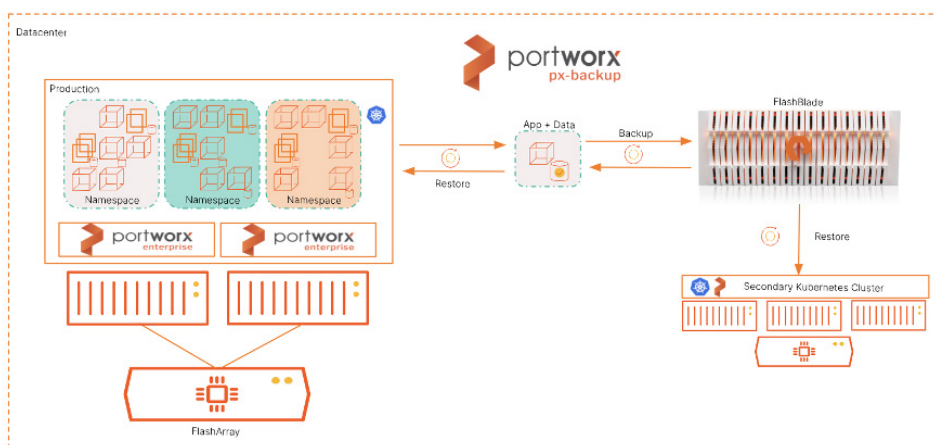 Datacenter
portworx
px-backup
Production
FlashBlade
App + Data
Backup
Restore
Namespace
Namespace
Namespace
portworx
enterprise
portworx
enterprise
Restore
Secondary Kubernetes Cluster
FlashArray